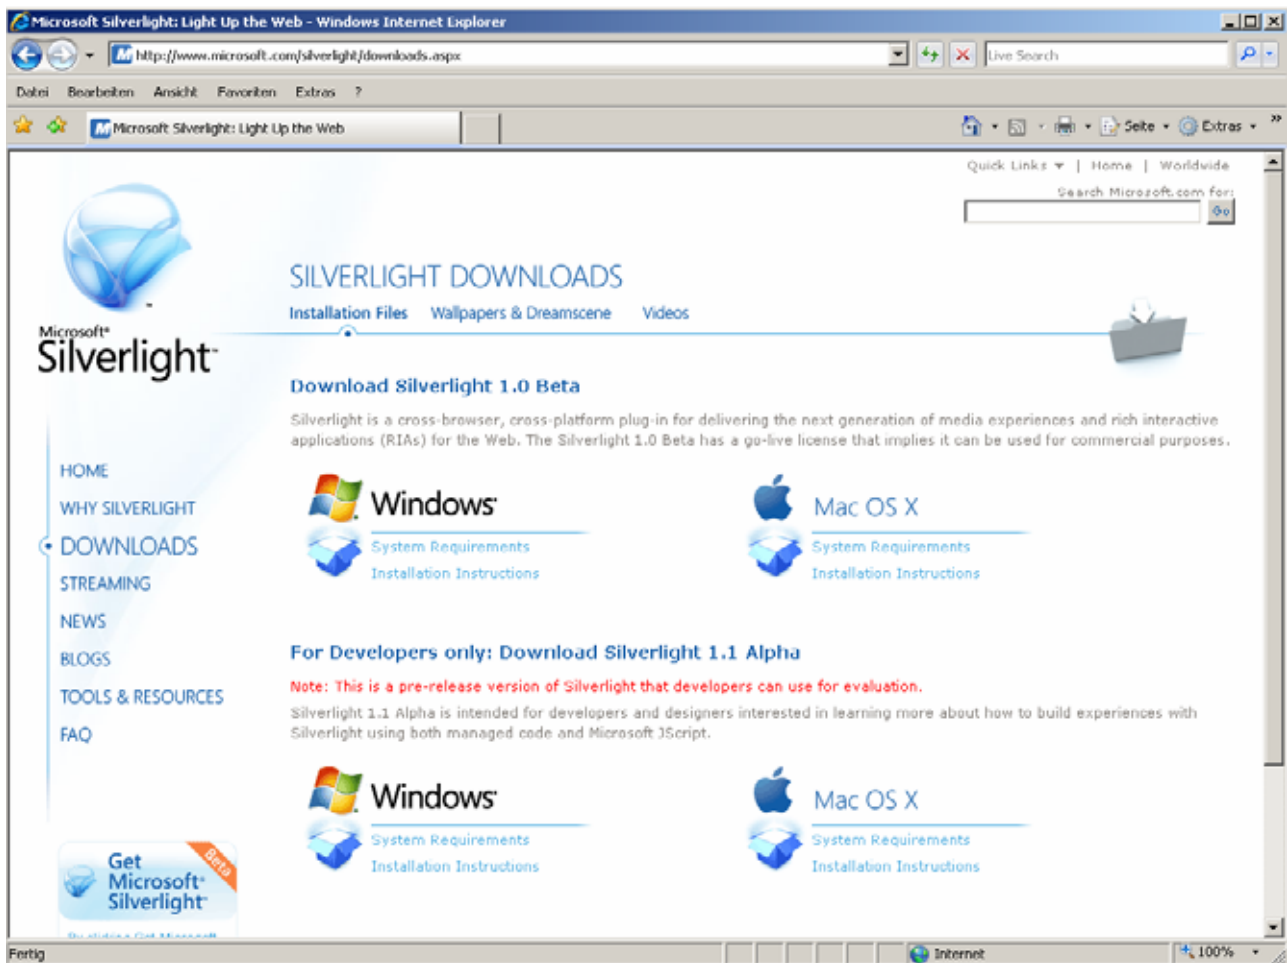 Microsoft Silverlight: Light Up the Web - Windows Internet Explorer
http://www.microsoft.com/silverlight/downloads.aspx
Live Search
Datei Bearbeiten Ansicht Favoriten Extras ?
Microsoft Silverlight: Light Up the Web
Seite
Extras
Quick Links | Home | Worldwide
Search Microsoft.com for:
Go
Microsoft®
Silverlight™
SILVERLIGHT DOWNLOADS
Installation Files Wallpapers & Dreamscene Videos
HOME
WHY SILVERLIGHT
DOWNLOADS
STREAMING
NEWS
BLOGS
TOOLS & RESOURCES
FAQ
Download Silverlight 1.0 Beta
Silverlight is a cross-browser, cross-platform plug-in for delivering the next generation of media experiences and rich interactive
applications (RIAs) for the Web. The Silverlight 1.0 Beta has a go-live license that implies it can be used for commercial purposes.
Windows
System Requirements
Installation Instructions
Mac OS X
System Requirements
Installation Instructions
For Developers only: Download Silverlight 1.1 Alpha
Note: This is a pre-release version of Silverlight that developers can use for evaluation.
Silverlight 1.1 Alpha is intended for developers and designers interested in learning more about how to build experiences with
Silverlight using both managed code and Microsoft JScript.
Windows
System Requirements
Installation Instructions
Mac OS X
System Requirements
Installation Instructions
Get
Microsoft®
Silverlight™
Beta
Fertig
Internet
100%